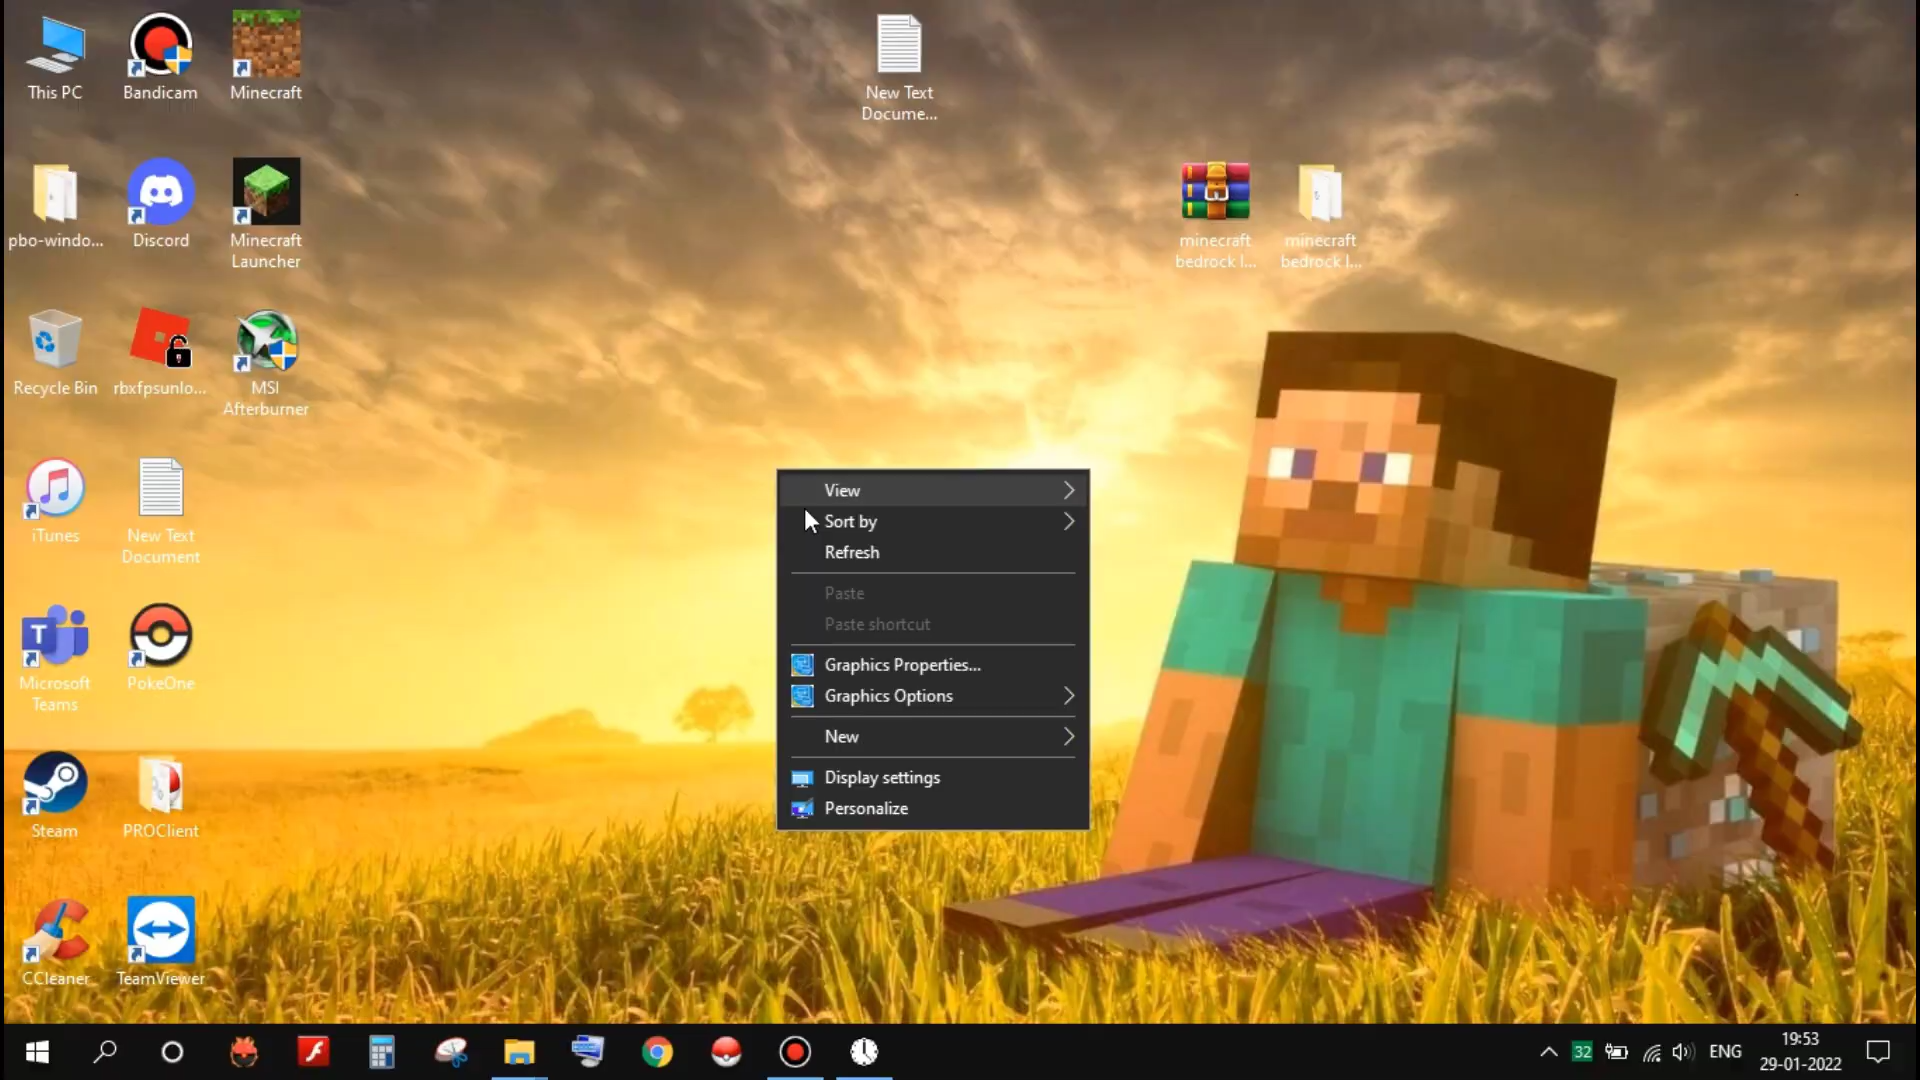 This PC
Bandicam
Minecraft
New Text
Docume...
pbo-windo...
Discord
Minecraft
Launcher
minecraft
bedrock l...
minecraft
bedrock l...
Recycle Bin
rbxfpsunlo...
MSI
Afterburner
iTunes
New Text
Document
View
Sort by
Refresh
Paste
Paste shortcut
Graphics Properties...
Graphics Options
New
Display settings
Personalize
Microsoft
Teams
PokeOne
Steam
PROClient
CCleaner
TeamViewer
32
ENG
19:53
29-01-2022